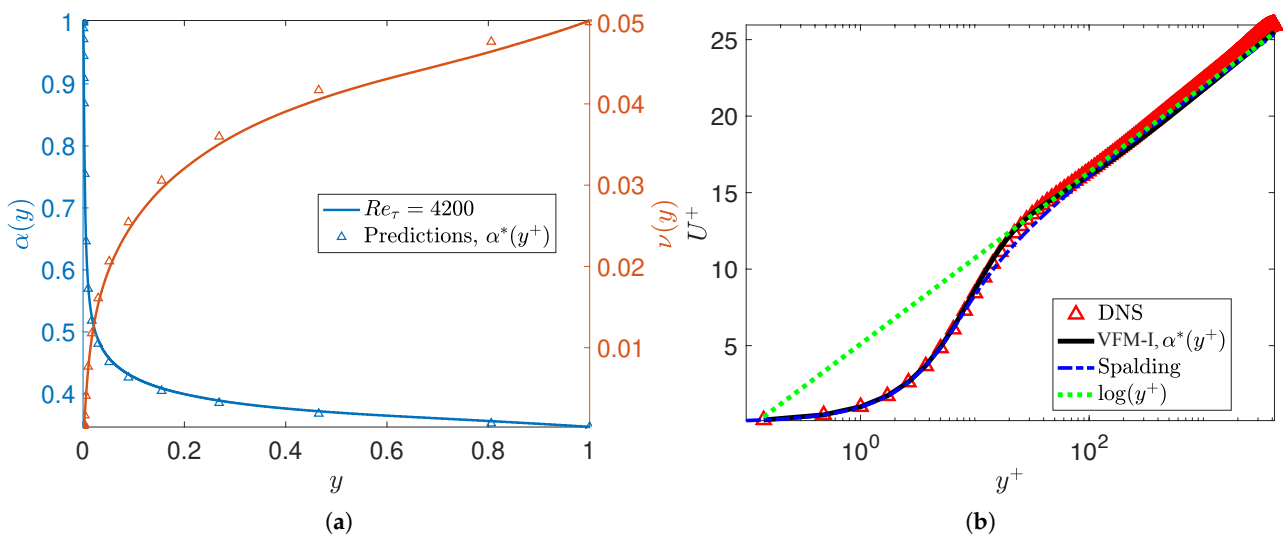 1
0.9
0.8
0.7
0.6
0.5
0.4
α(y)
0
0.2
0.4
0.6
0.8
1
y
0.05
0.04
0.03
0.02
0.01
0
ν(y)
Re_τ = 4200
Predictions, α*(y⁺)
(a)
25
20
15
10
5
U⁺
10⁰
10²
y⁺
DNS
VFM-I, α*(y⁺)
Spalding
log(y⁺)
(b)